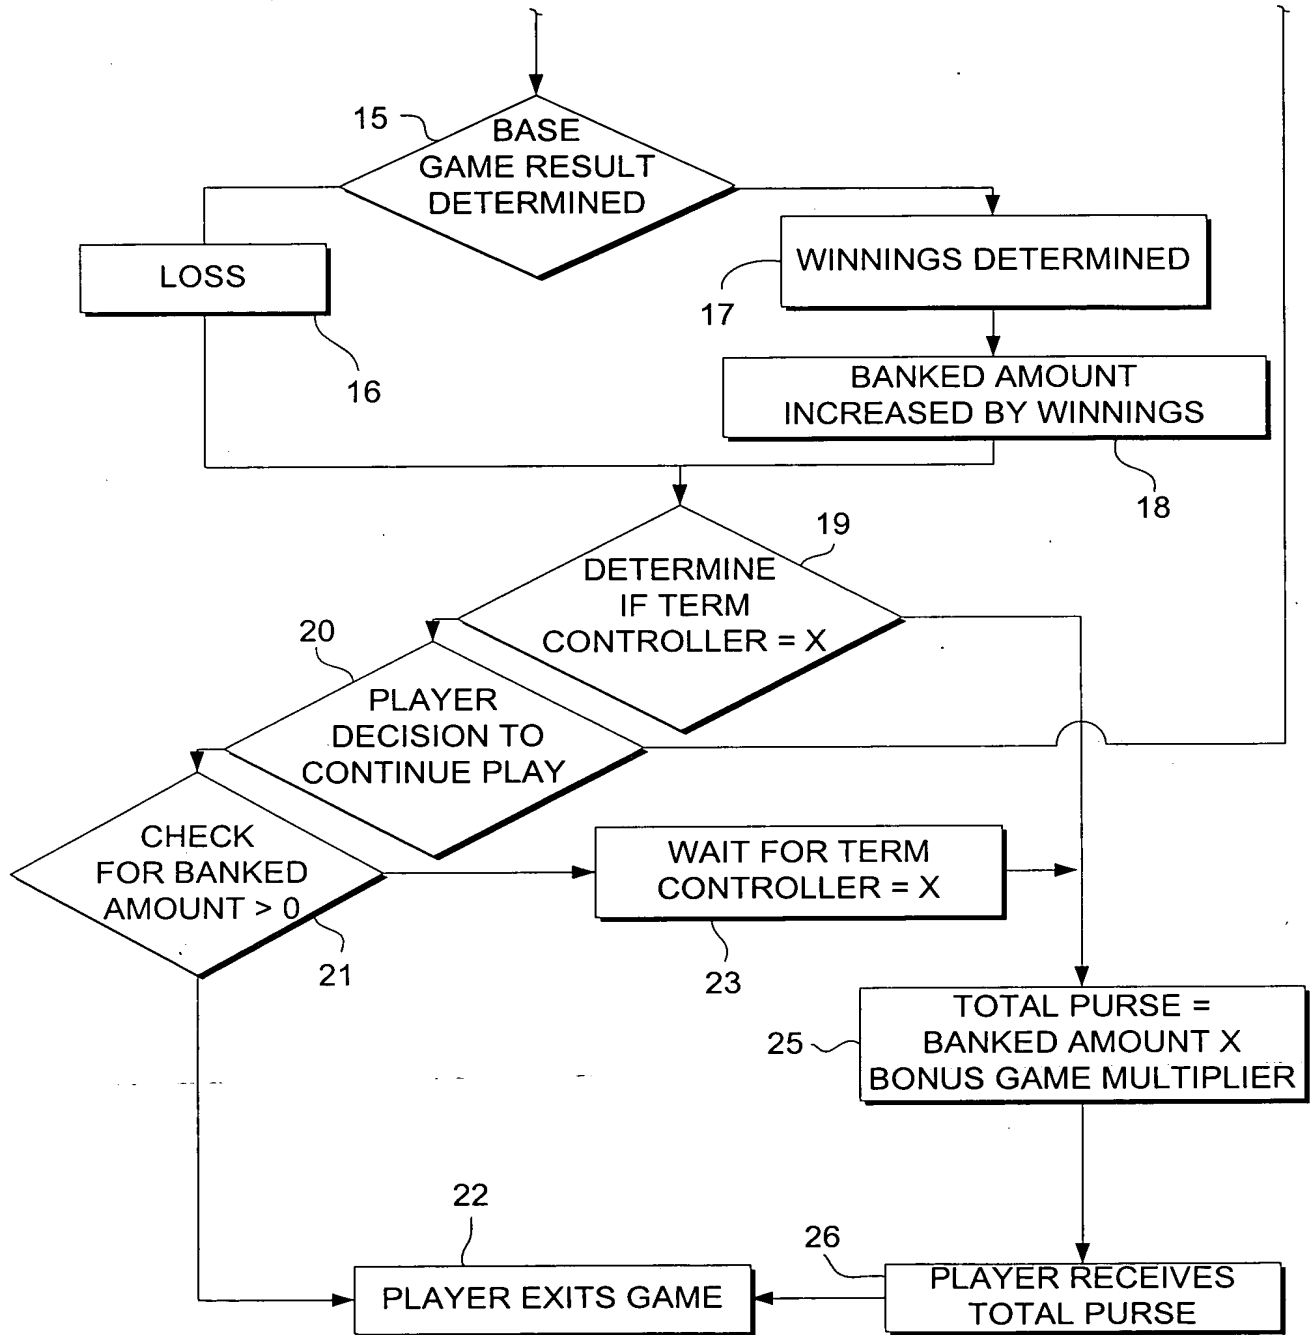 15
BASE
GAME RESULT
DETERMINED
LOSS
16
WINNINGS DETERMINED
17
BANKED AMOUNT
INCREASED BY WINNINGS
18
19
DETERMINE
IF TERM
CONTROLLER = X
20
PLAYER
DECISION TO
CONTINUE PLAY
CHECK
FOR BANKED
AMOUNT > 0
21
WAIT FOR TERM
CONTROLLER = X
23
TOTAL PURSE =
BANKED AMOUNT X
BONUS GAME MULTIPLIER
25
22
PLAYER EXITS GAME
26
PLAYER RECEIVES
TOTAL PURSE